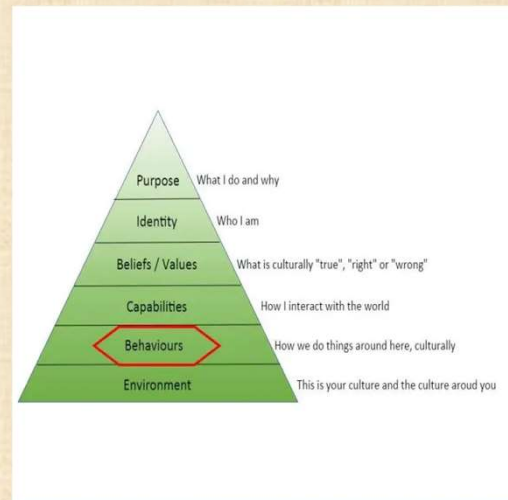 Purpose What I do and why
Identity Who I am
Beliefs / Values What is culturally "true", "right" or "wrong"
Capabilities How I interact with the world
Behaviours How we do things around here, culturally
Environment This is your culture and the culture aroud you